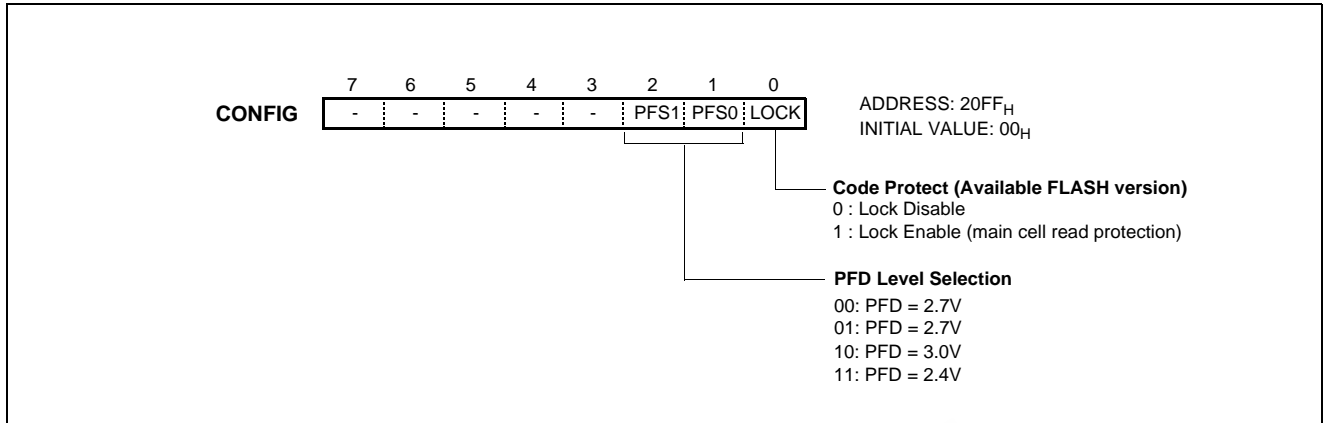 7 6 5 4 3 2 1 0
CONFIG - - - - - PFS1 PFS0 LOCK
ADDRESS: 20FFH
INITIAL VALUE: 00H
Code Protect (Available FLASH version)
0 : Lock Disable
1 : Lock Enable (main cell read protection)
PFD Level Selection
00: PFD = 2.7V
01: PFD = 2.7V
10: PFD = 3.0V
11: PFD = 2.4V